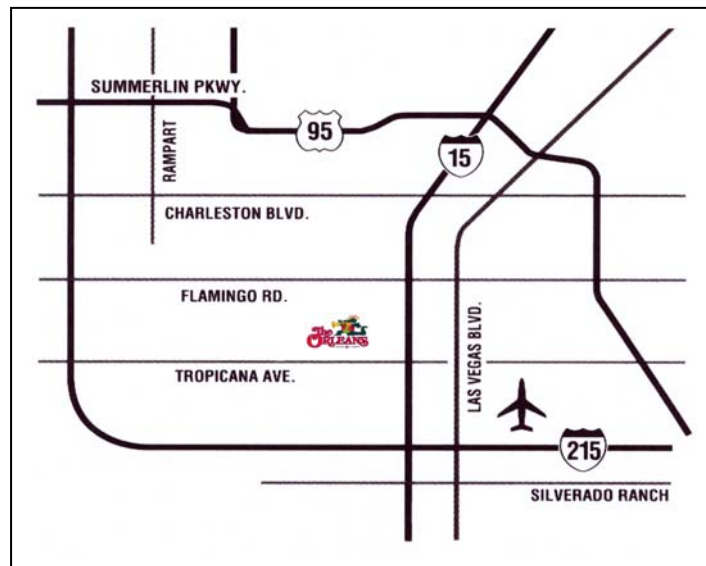 SUMMERLIN PKWY.
95
15
RAMPART
CHARLESTON BLVD.
FLAMINGO RD.
The
ORLEANS
LAS VEGAS BLVD.
TROPICANA AVE.
215
SILVERADO RANCH